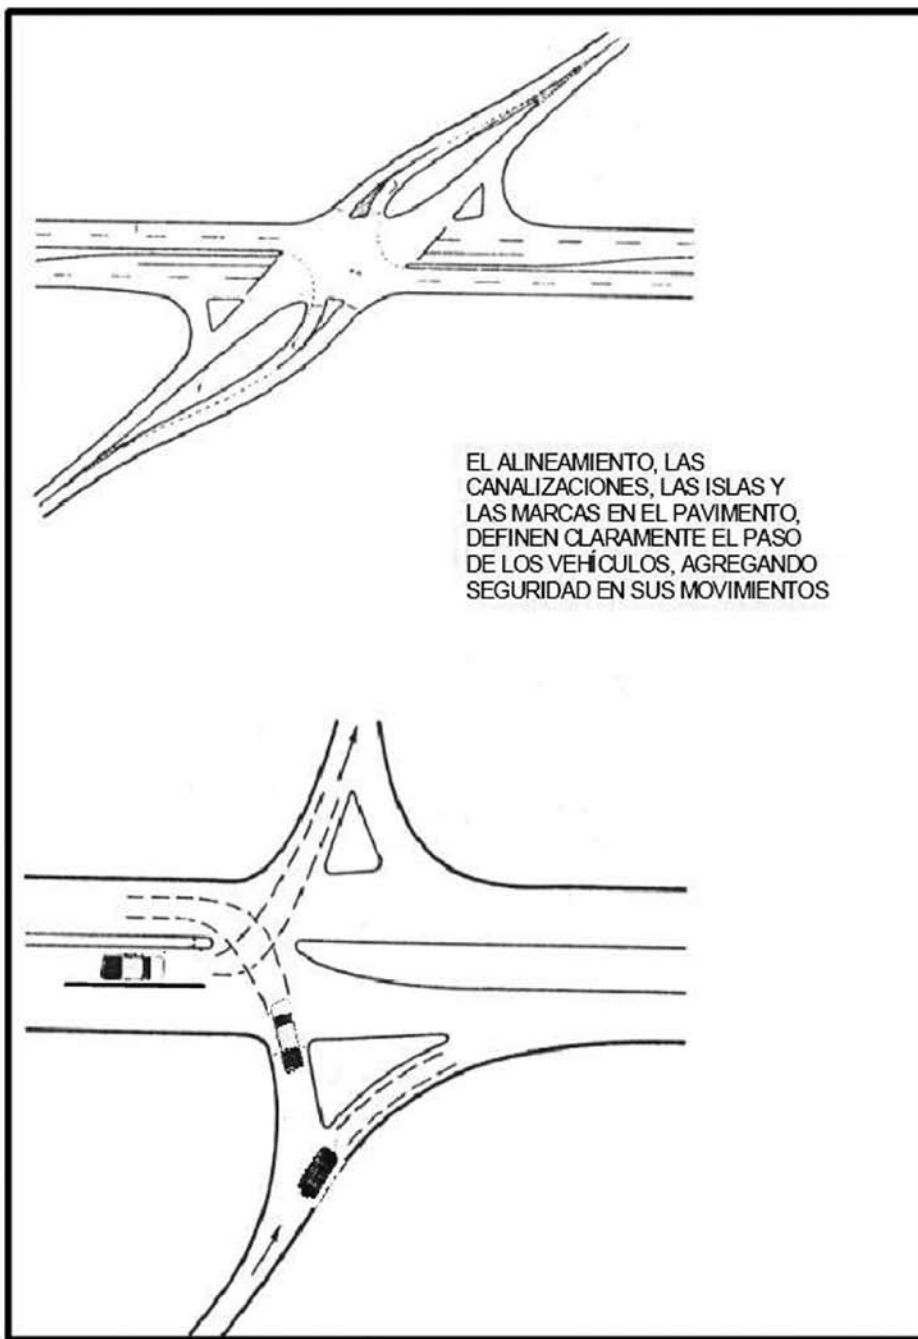 EL ALINEAMIENTO, LAS
CANALIZACIONES, LAS ISLAS Y
LAS MARCAS EN EL PAVIMENTO,
DEFINEN CLARAMENTE EL PASO
DE LOS VEHÍCULOS, AGREGANDO
SEGURIDAD EN SUS MOVIMIENTOS